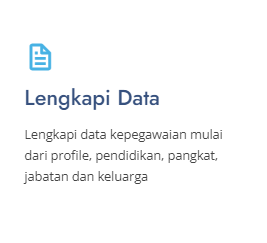 Lengkapi Data
Lengkapi data kepegawaian mulai
dari profile, pendidikan, pangkat,
jabatan dan keluarga